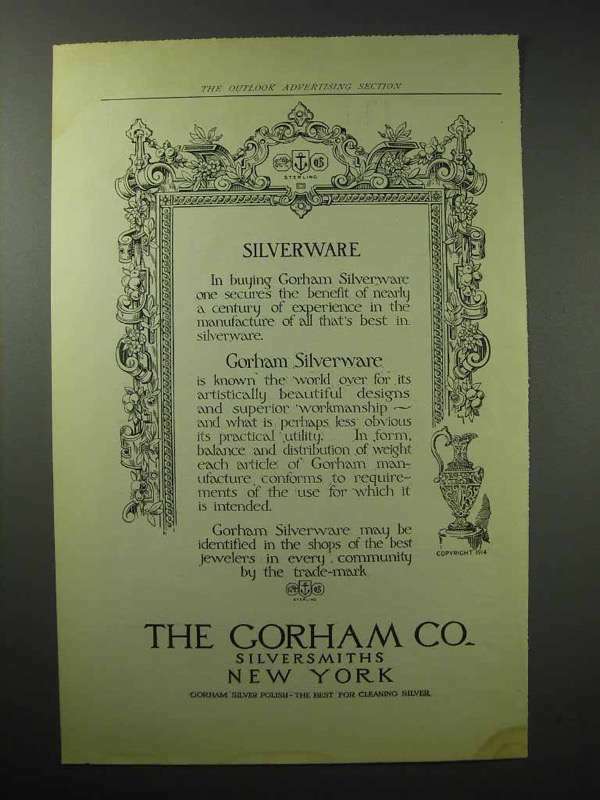 THE OUTLOOK ADVERTISING SECTION
STERLING
SILVERWARE
In buying Gorham Silverware
one secures the benefit of nearly
a century of experience in the
manufacture of all that's best in
silverware.
Gorham Silverware
is known the world over for its
artistically beautiful designs
and superior workmanship —
and what is perhaps less obvious
its practical utility. In form,
balance and distribution of weight
each article of Gorham man-
ufacture conforms to require-
ments of the use for which it
is intended.
COPYRIGHT 1914
Gorham Silverware may be
identified in the shops of the best
jewelers in every community
by the trade-mark
STERLING
THE GORHAM CO.
SILVERSMITHS
NEW YORK
GORHAM SILVER POLISH - THE BEST FOR CLEANING SILVER.